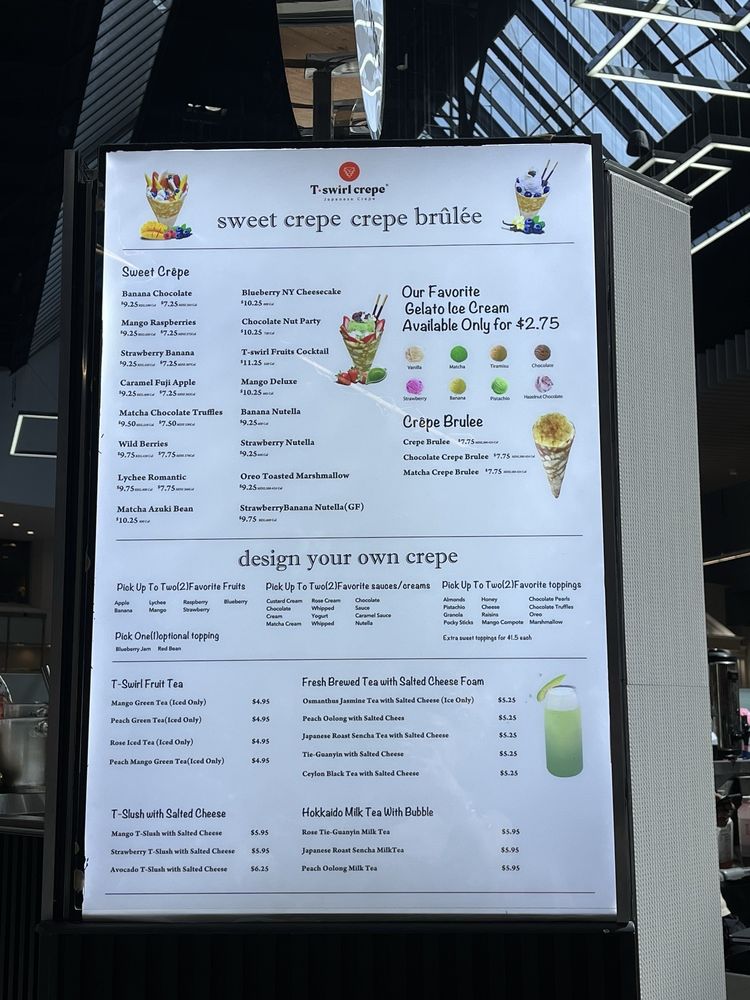 T-swirl crepe
Japanese Crepe
sweet crepe crepe brûlée
Sweet Crêpe
Banana Chocolate
$9.25 $7.25
Mango Raspberries
$9.25 $7.25
Strawberry Banana
$9.25 $7.25
Caramel Fuji Apple
$9.25 $7.25
Matcha Chocolate Truffles
$9.50 $7.50
Wild Berries
$9.75 $7.75
Lychee Romantic
$9.75 $7.75
Matcha Azuki Bean
$10.25
Blueberry NY Cheesecake
$10.25
Chocolate Nut Party
$10.25
T-swirl Fruits Cocktail
$11.25
Mango Deluxe
$10.25
Banana Nutella
$9.25
Strawberry Nutella
$9.25
Oreo Toasted Marshmallow
$9.25
StrawberryBanana Nutella(GF)
$9.75
Our Favorite
Gelato Ice Cream
Available Only for $2.75
Vanilla Matcha Tiramisu Chocolate
Strawberry Banana Pistachio Hazelnut Chocolate
Crêpe Brulee
Crepe Brulee $7.75
Chocolate Crepe Brulee $7.75
Matcha Crepe Brulee $7.75
design your own crepe
Pick Up To Two(2)Favorite Fruits
Apple Lychee Raspberry Blueberry
Banana Mango Strawberry
Pick One(1)optional topping
Blueberry Jam Red Bean
Pick Up To Two(2)Favorite sauces/creams
Custard Cream Rose Cream Chocolate
Chocolate Whipped Sauce
Cream Yogurt Caramel Sauce
Matcha Cream Whipped Nutella
Pick Up To Two(2)Favorite toppings
Almonds Honey Chocolate Pearls
Pistachio Cheese Chocolate Truffles
Granola Raisins Oreo
Pocky Sticks Mango Compote Marshmallow
Extra sweet toppings for $1.5 each
T-Swirl Fruit Tea
Mango Green Tea (Iced Only) $4.95
Peach Green Tea(Iced Only) $4.95
Rose Iced Tea (Iced Only) $4.95
Peach Mango Green Tea(Iced Only) $4.95
Fresh Brewed Tea with Salted Cheese Foam
Osmanthus Jasmine Tea with Salted Cheese (Ice Only) $5.25
Peach Oolong with Salted Chees $5.25
Japanese Roast Sencha Tea with Salted Cheese $5.25
Tie-Guanyin with Salted Cheese $5.25
Ceylon Black Tea with Salted Cheese $5.25
T-Slush with Salted Cheese
Mango T-Slush with Salted Cheese $5.95
Strawberry T-Slush with Salted Cheese $5.95
Avocado T-Slush with Salted Cheese $6.25
Hokkaido Milk Tea With Bubble
Rose Tie-Guanyin Milk Tea $5.95
Japanese Roast Sencha MilkTea $5.95
Peach Oolong Milk Tea $5.95